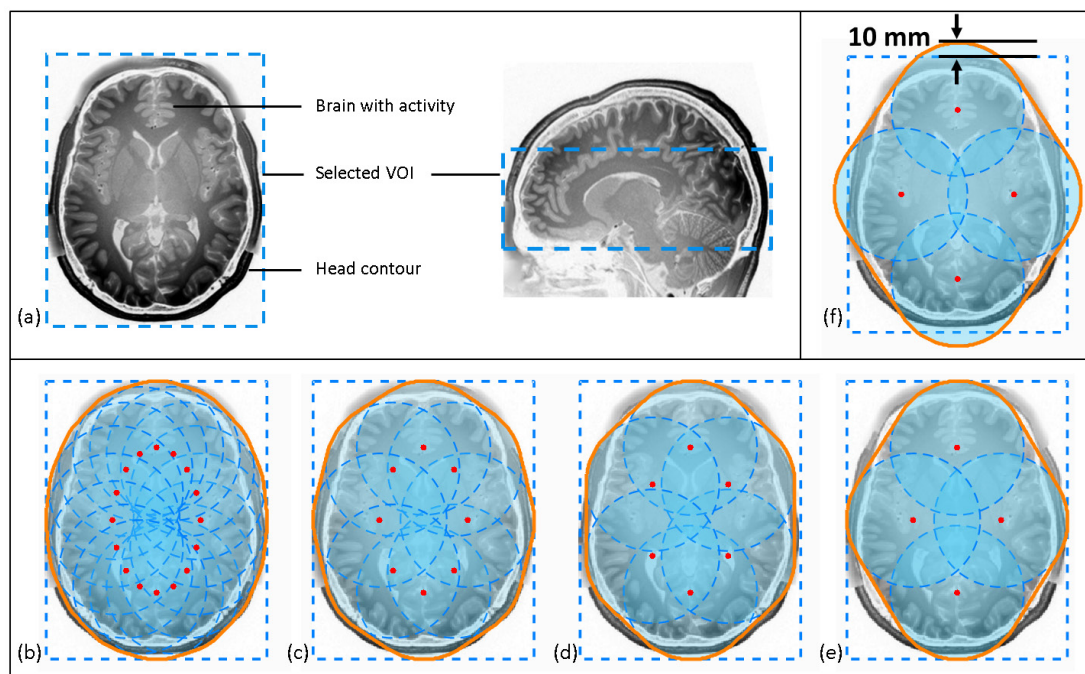 Brain with activity
Selected VOI
Head contour
(a)
10 mm
(f)
(b)
(c)
(d)
(e)